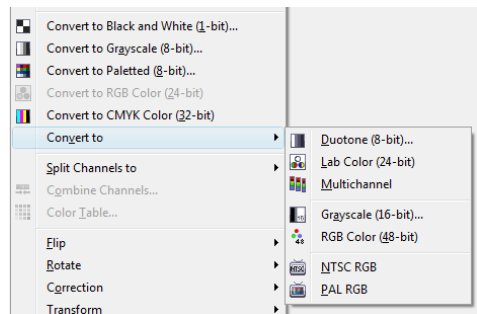 Convert to Black and White (1-bit)...
Convert to Grayscale (8-bit)...
Convert to Paletted (8-bit)...
Convert to RGB Color (24-bit)
Convert to CMYK Color (32-bit)
Convert to
Split Channels to
Combine Channels...
Color Table...
Flip
Rotate
Correction
Transform
Duotone (8-bit)...
Lab Color (24-bit)
Multichannel
Grayscale (16-bit)...
48
RGB Color (48-bit)
NTSC
NTSC RGB
PAL RGB